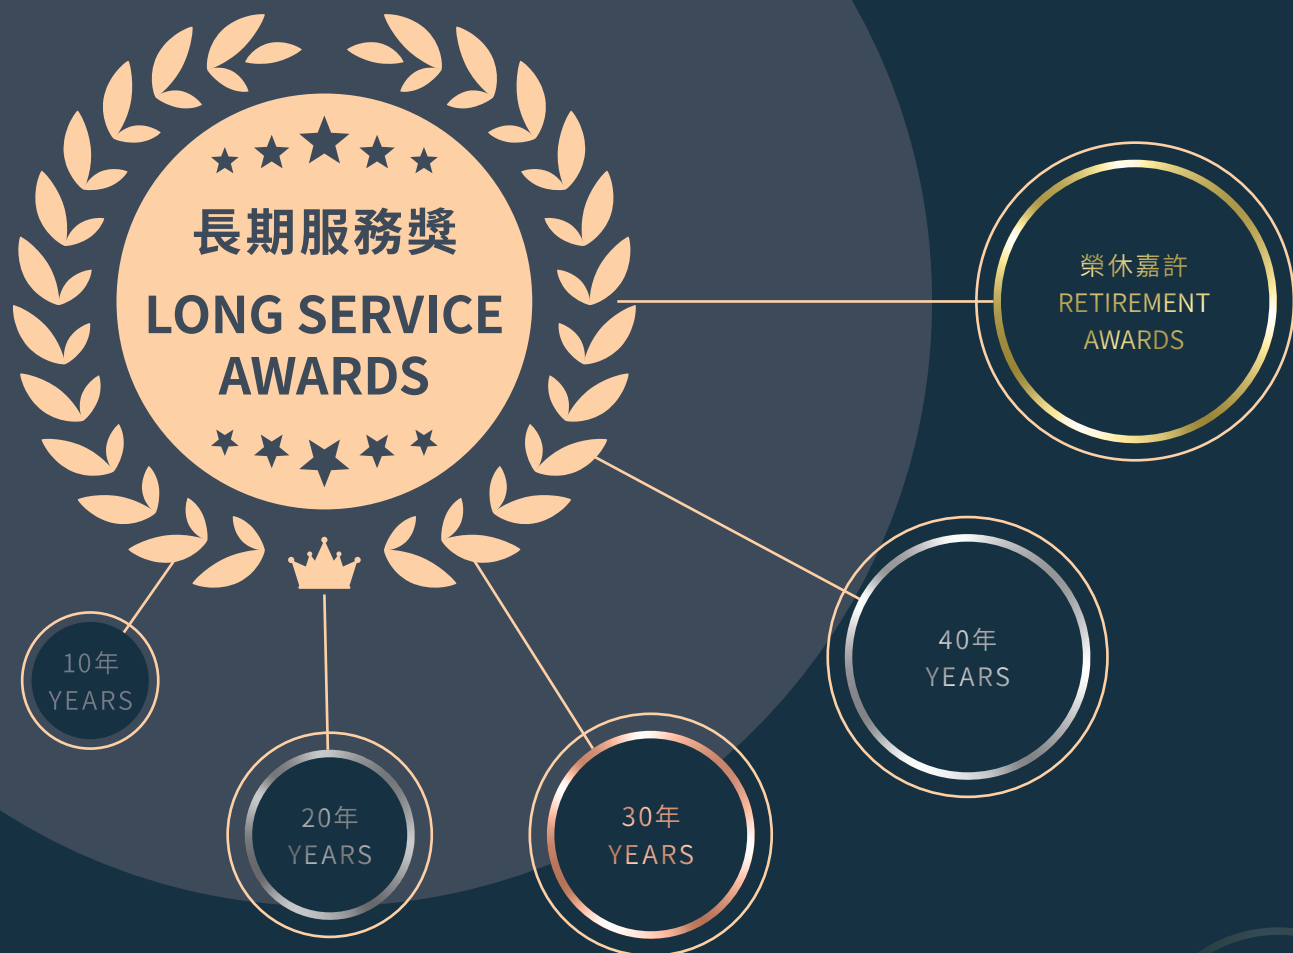 長期服務獎
LONG SERVICE
AWARDS
榮休嘉許
RETIREMENT
AWARDS
40年
YEARS
10年
YEARS
20年
YEARS
30年
YEARS